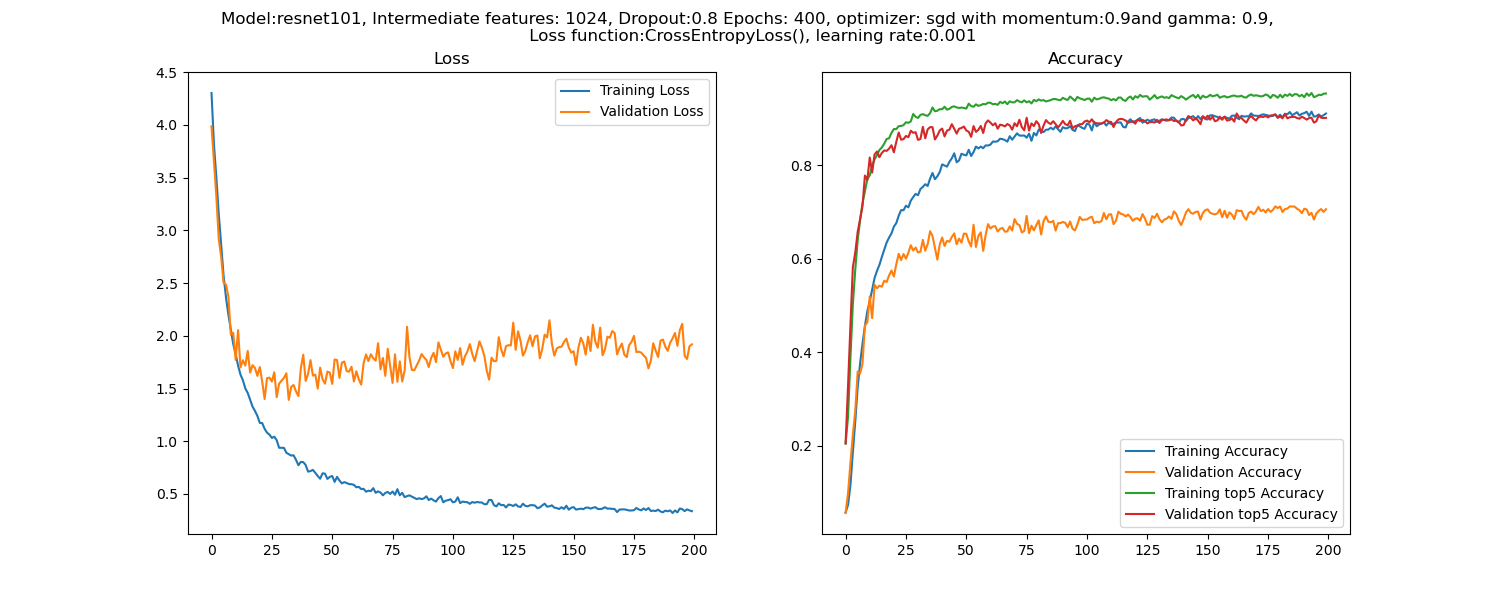 Model:resnet101, Intermediate features: 1024, Dropout:0.8 Epochs: 400, optimizer: sgd with momentum:0.9and gamma: 0.9,
Loss function:CrossEntropyLoss(), learning rate:0.001
Loss
4.5
4.0
3.5
3.0
2.5
2.0
1.5
1.0
0.5
0 25 50 75 100 125 150 175 200
Training Loss
Validation Loss
Accuracy
0.8
0.6
0.4
0.2
0 25 50 75 100 125 150 175 200
Training Accuracy
Validation Accuracy
Training top5 Accuracy
Validation top5 Accuracy